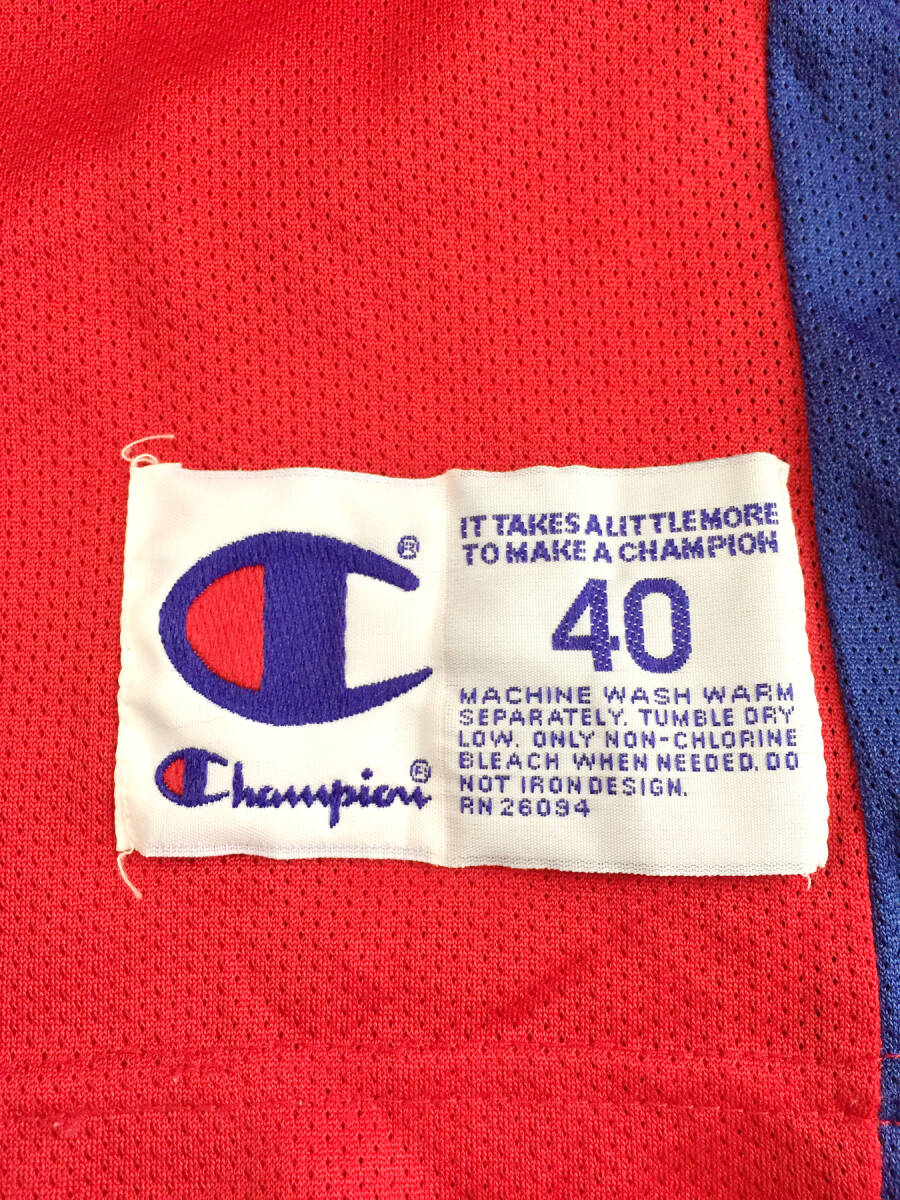 ®
Champion®
IT TAKES A LITTLE MORE
TO MAKE A CHAMPION
40
MACHINE WASH WARM
SEPARATELY. TUMBLE DRY
LOW. ONLY NON-CHLORINE
BLEACH WHEN NEEDED. DO
NOT IRON DESIGN.
RN 26094